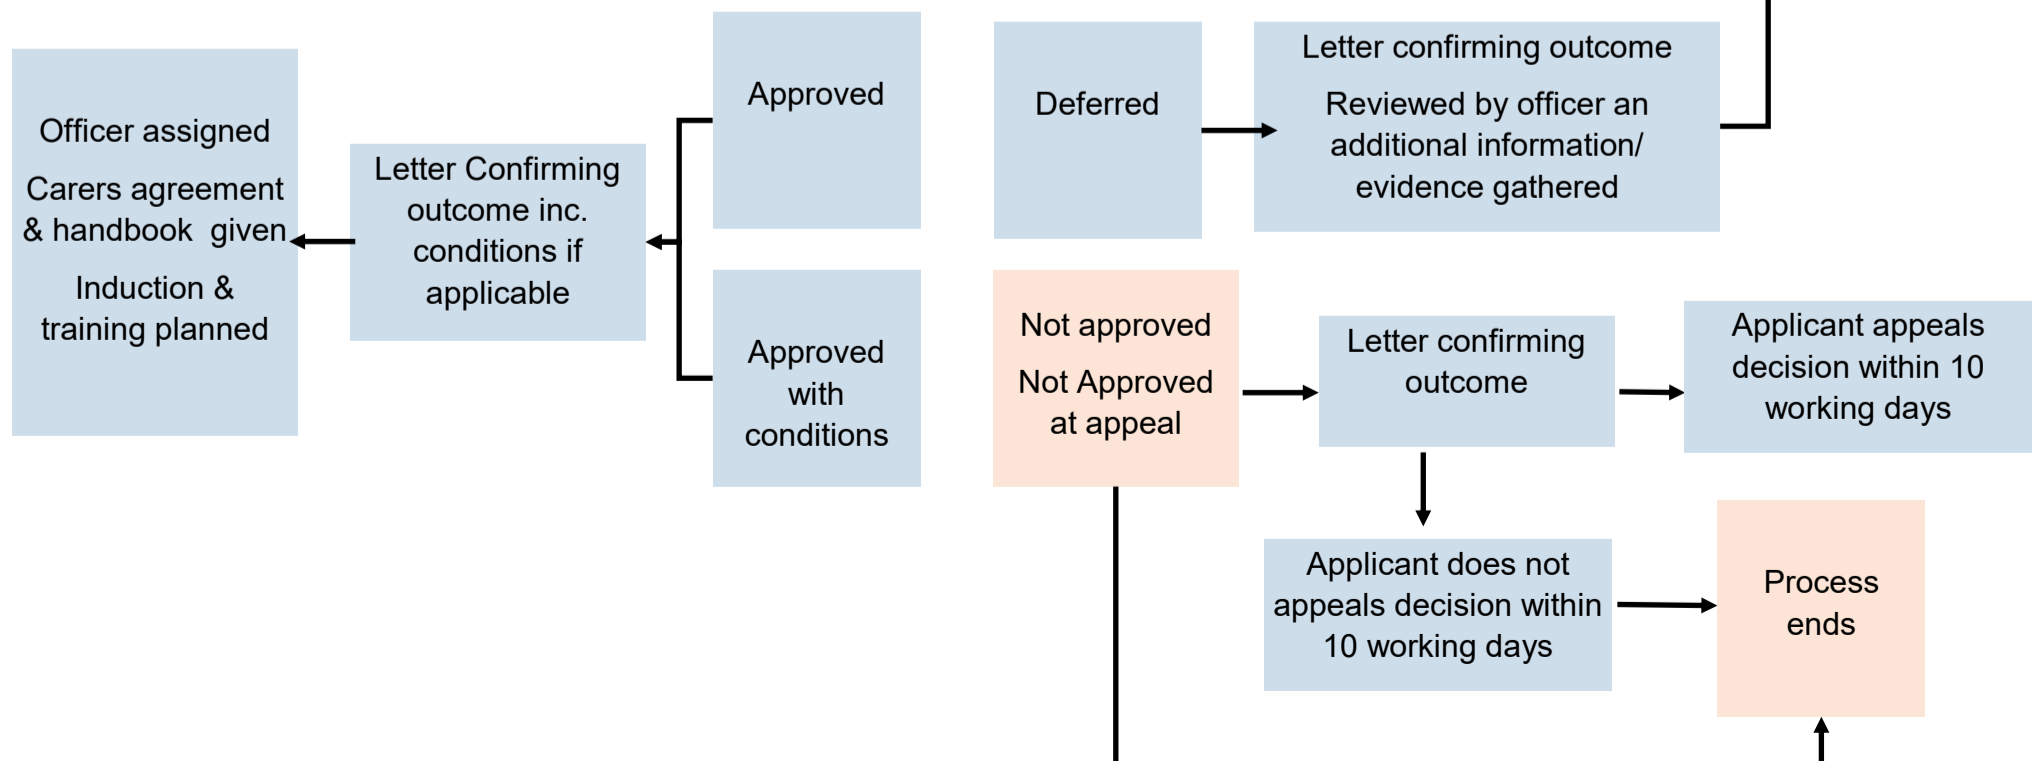 Officer assigned
Carers agreement
& handbook  given
Induction &
training planned
Letter Confirming
outcome inc.
conditions if
applicable
Approved
Approved
with
conditions
Deferred
Letter confirming outcome
Reviewed by officer an
additional information/
evidence gathered
Not approved
Not Approved
at appeal
Letter confirming
outcome
Applicant appeals
decision within 10
working days
Applicant does not
appeals decision within
10 working days
Process
ends